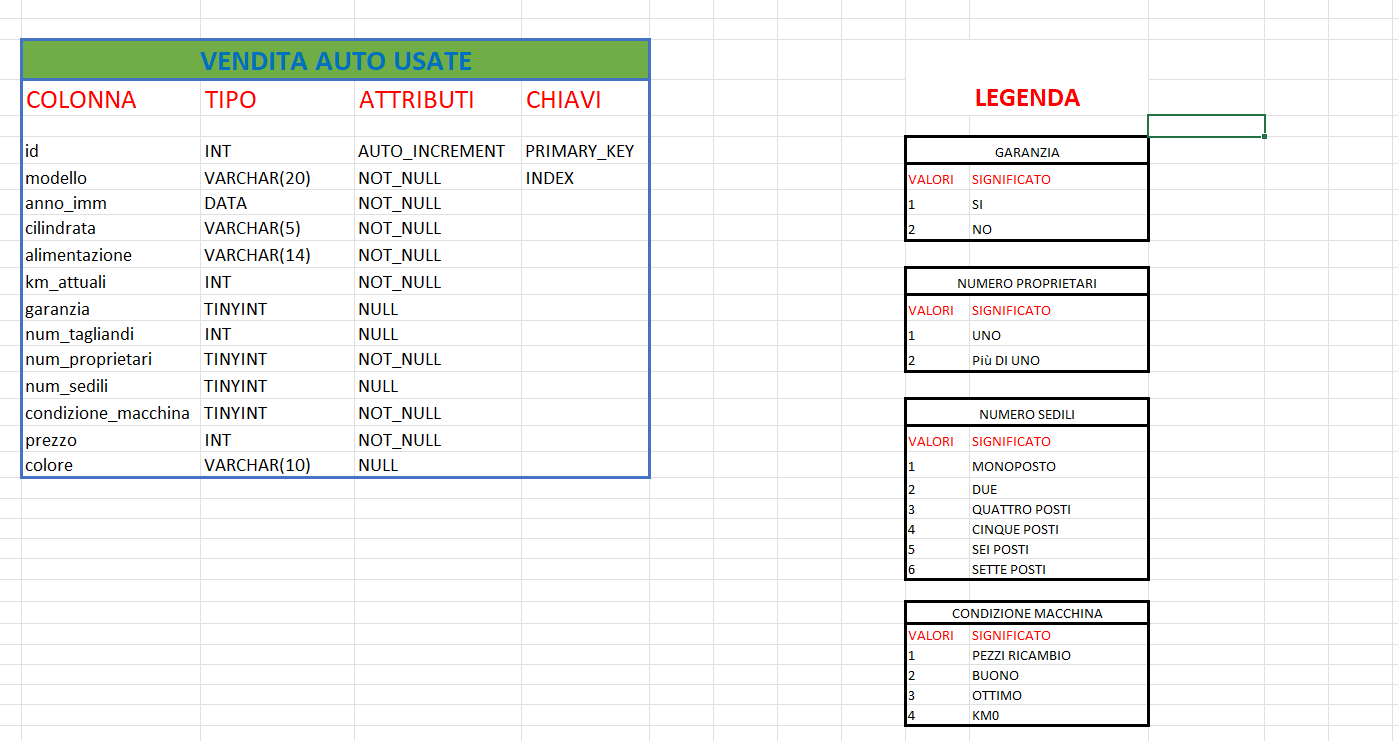 VENDITA AUTO USATE
COLONNA TIPO ATTRIBUTI CHIAVI
id INT AUTO_INCREMENT PRIMARY_KEY
modello VARCHAR(20) NOT_NULL INDEX
anno_imm DATA NOT_NULL
cilindrata VARCHAR(5) NOT_NULL
alimentazione VARCHAR(14) NOT_NULL
km_attuali INT NOT_NULL
garanzia TINYINT NULL
num_tagliandi INT NULL
num_proprietari TINYINT NOT_NULL
num_sedili TINYINT NULL
condizione_macchina TINYINT NOT_NULL
prezzo INT NOT_NULL
colore VARCHAR(10) NULL
LEGENDA
GARANZIA
VALORI SIGNIFICATO
1 SI
2 NO
NUMERO PROPRIETARI
VALORI SIGNIFICATO
1 UNO
2 Più DI UNO
NUMERO SEDILI
VALORI SIGNIFICATO
1 MONOPOSTO
2 DUE
3 QUATTRO POSTI
4 CINQUE POSTI
5 SEI POSTI
6 SETTE POSTI
CONDIZIONE MACCHINA
VALORI SIGNIFICATO
1 PEZZI RICAMBIO
2 BUONO
3 OTTIMO
4 KM0